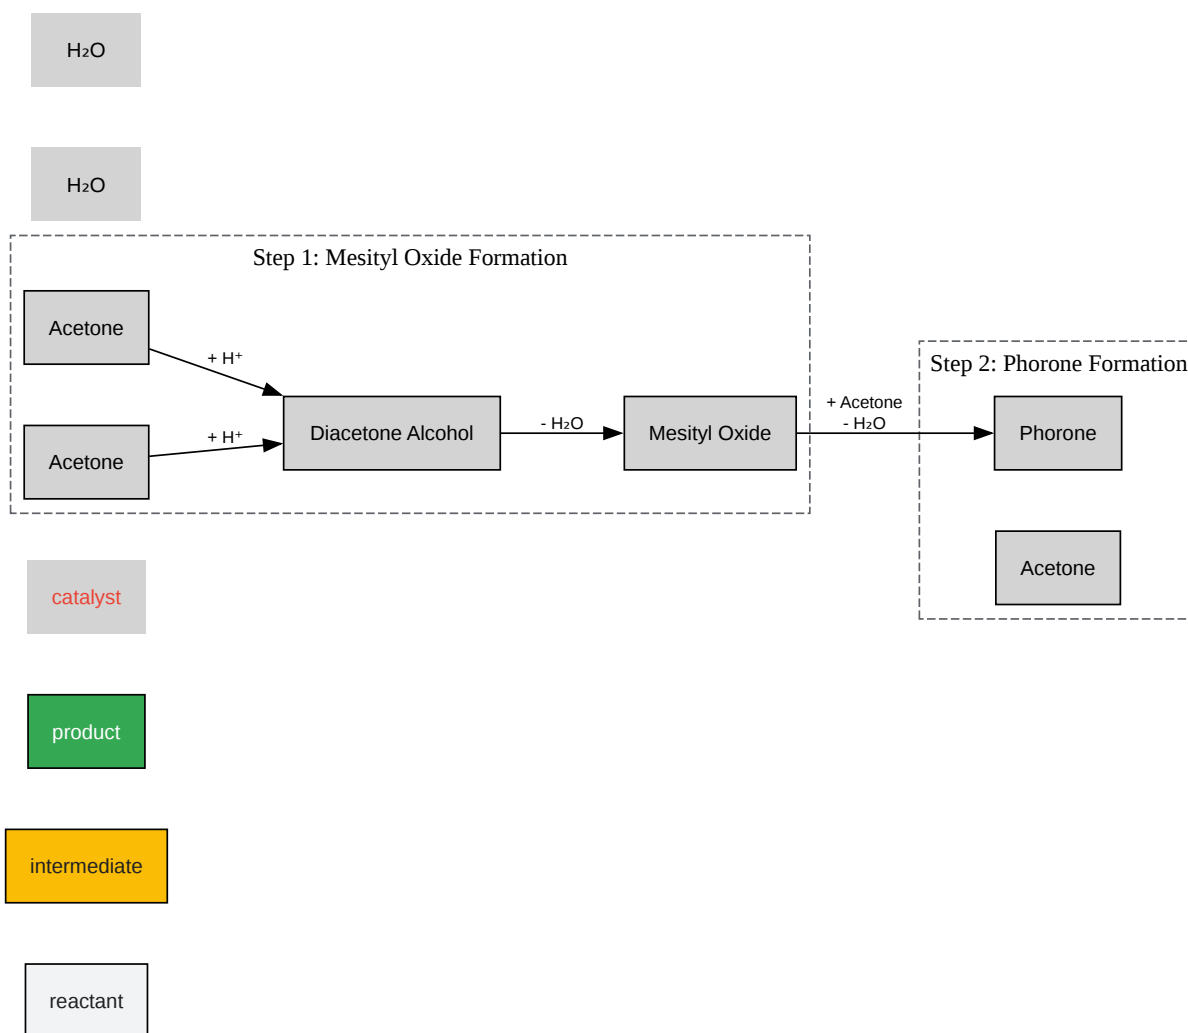 H₂O
H₂O
Step 1: Mesityl Oxide Formation
Acetone
+ H⁺
Acetone
+ H⁺
Diacetone Alcohol
- H₂O
Mesityl Oxide
+ Acetone
- H₂O
Step 2: Phorone Formation
Phorone
Acetone
catalyst
product
intermediate
reactant